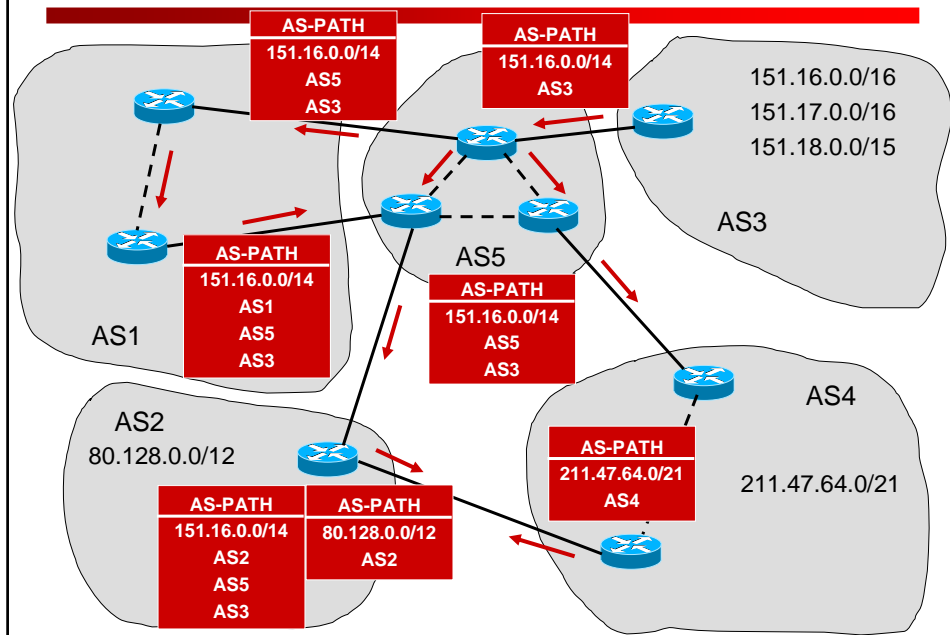 AS-PATH
151.16.0.0/14
AS5
AS3
AS-PATH
151.16.0.0/14
AS3
151.16.0.0/16
151.17.0.0/16
151.18.0.0/15
AS3
AS5
AS1
AS-PATH
151.16.0.0/14
AS1
AS5
AS3
AS-PATH
151.16.0.0/14
AS5
AS3
AS2
80.128.0.0/12
AS4
211.47.64.0/21
AS-PATH
211.47.64.0/21
AS4
AS-PATH
151.16.0.0/14
AS2
AS5
AS3
AS-PATH
80.128.0.0/12
AS2